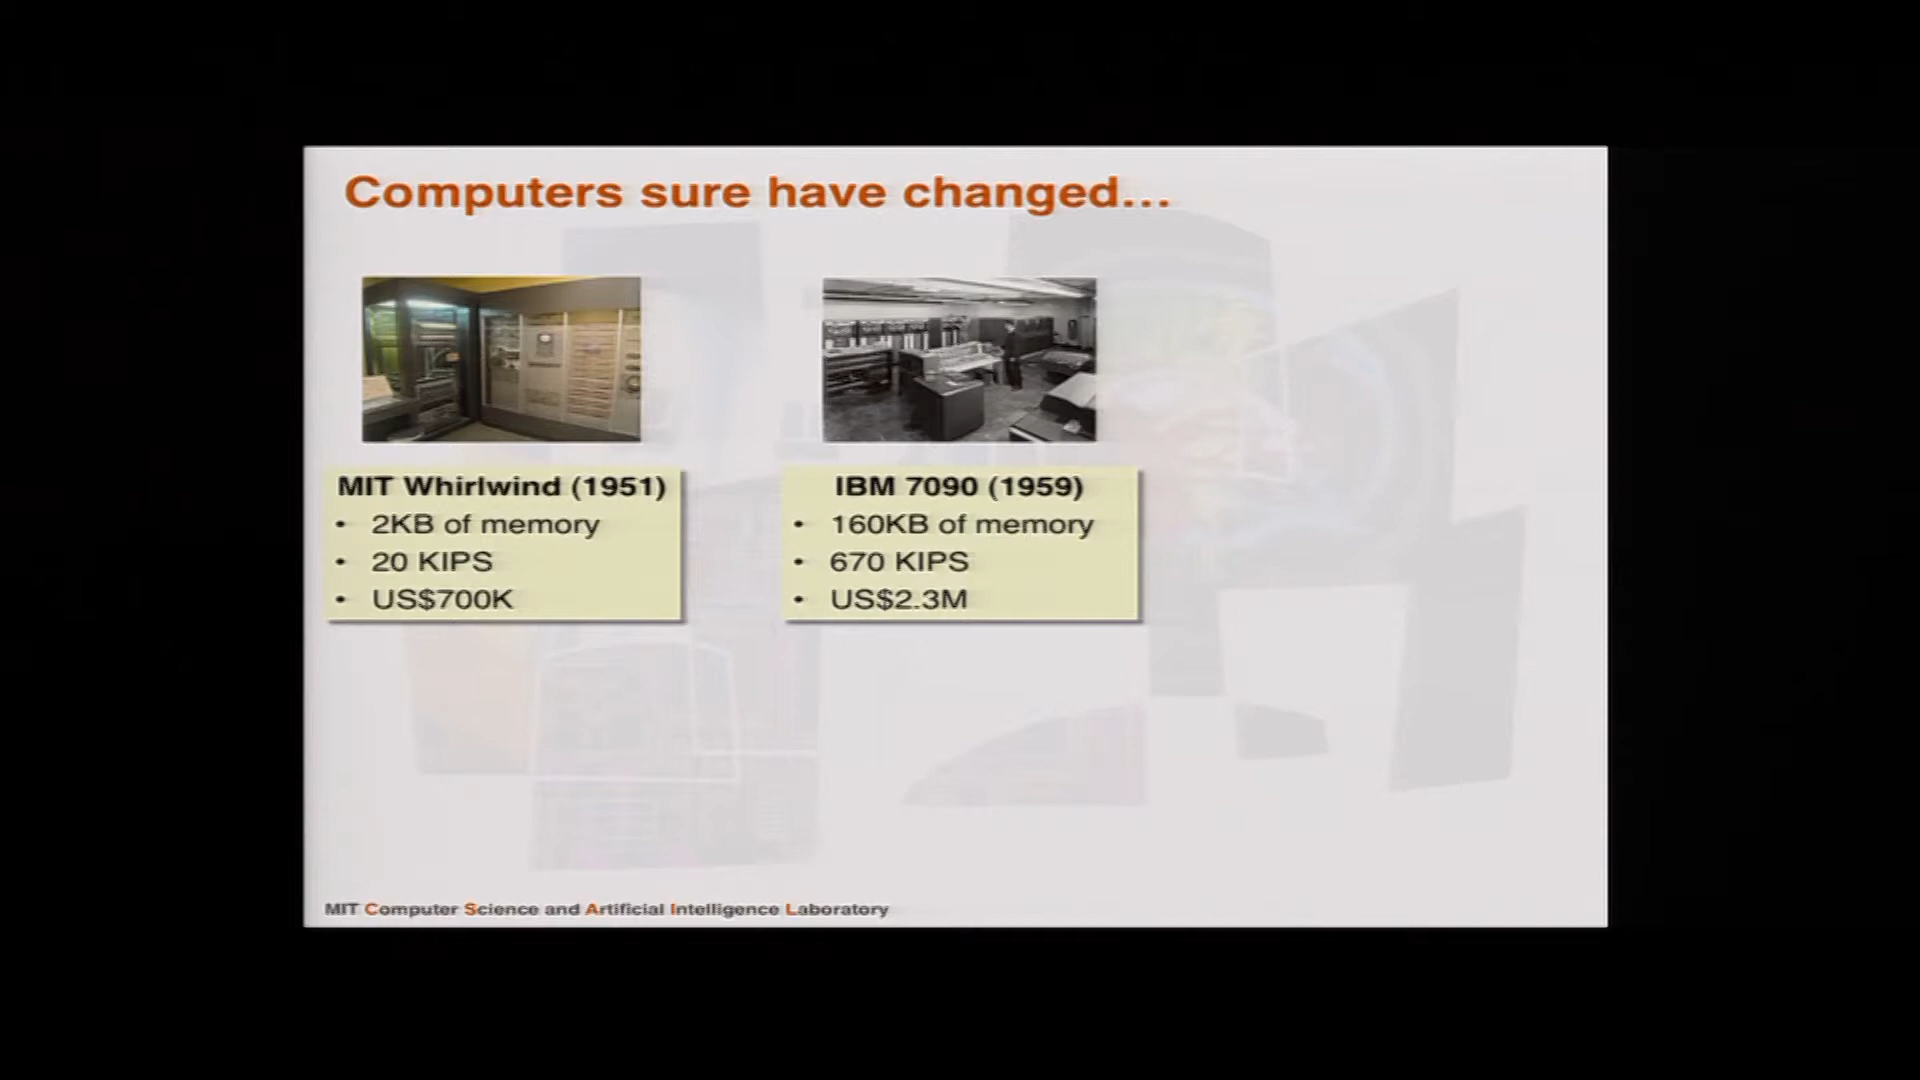 Computers sure have changed...
MIT Whirlwind (1951)
• 2KB of memory
• 20 KIPS
• US$700K
IBM 7090 (1959)
• 160KB of memory
• 670 KIPS
• US$2.3M
MIT Computer Science and Artificial Intelligence Laboratory